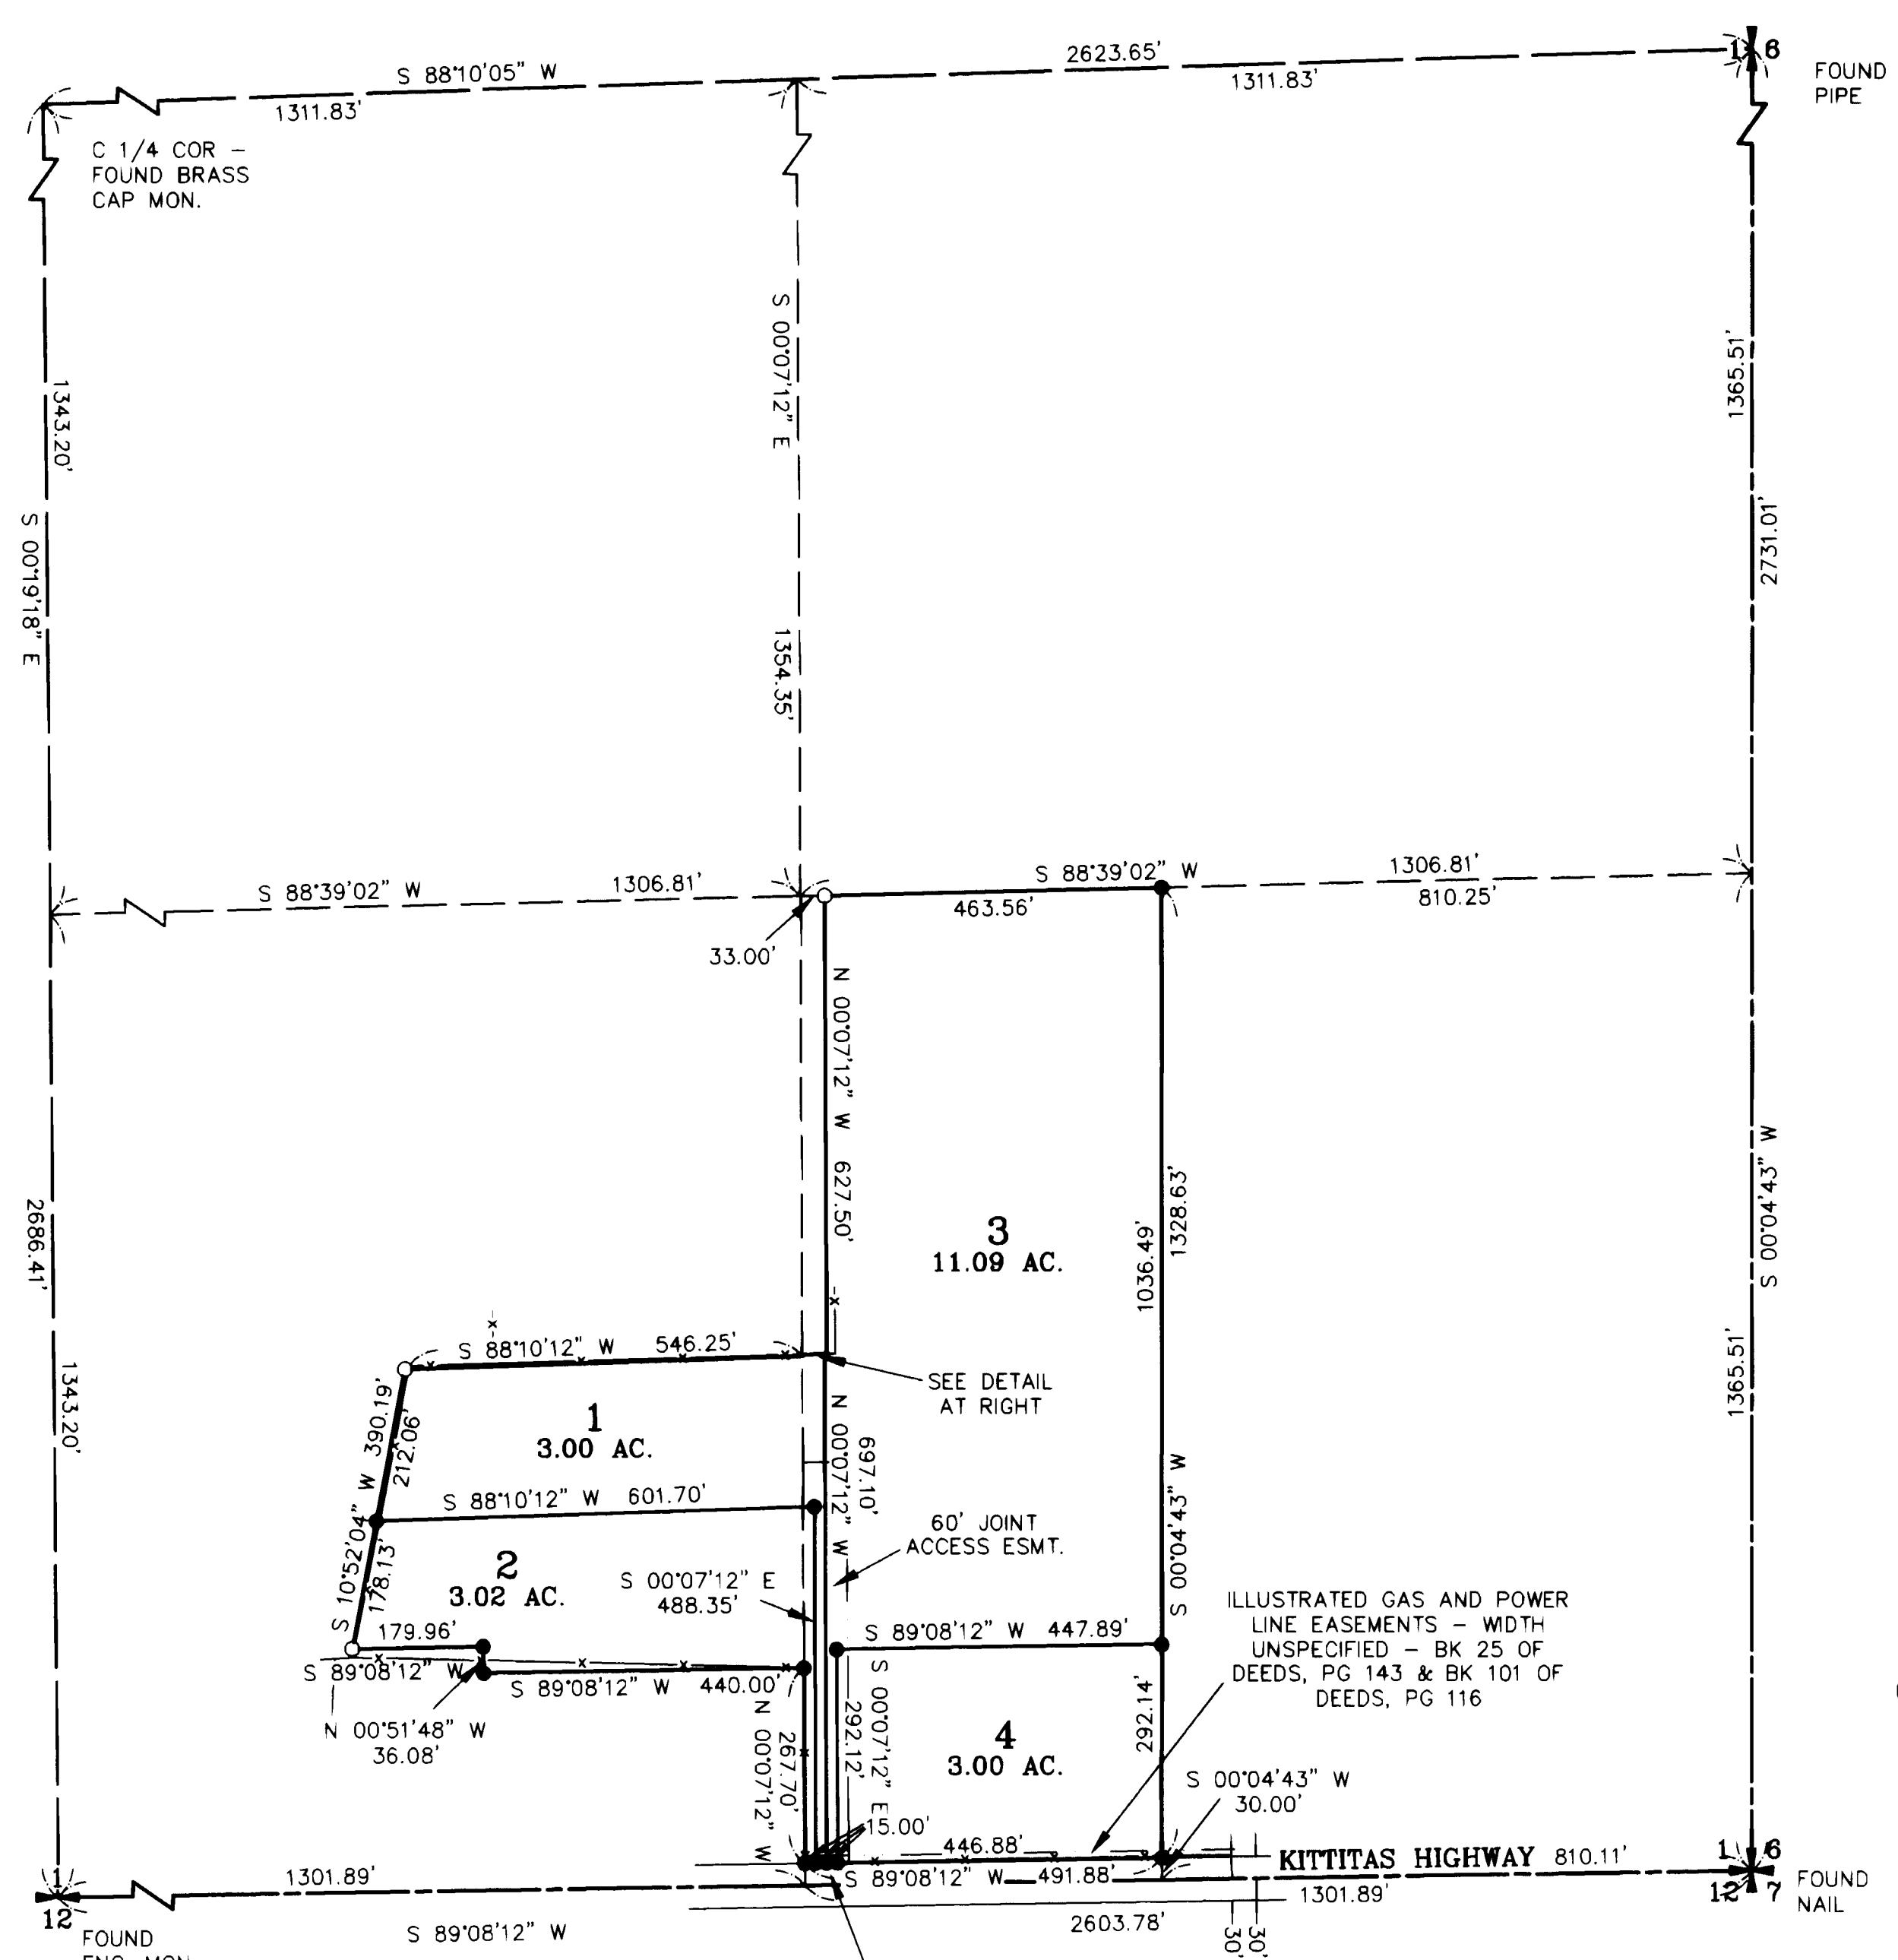 2623.65'
1 6
S 88°10'05" W
1311.83'
1311.83'
FOUND
PIPE
C 1/4 COR –
FOUND BRASS
CAP MON.
S 00°07'12" E
1354.35'
1343.20'
S 00°19'18" E
1365.51'
2731.01'
S 88°39'02" W
1306.81'
S 88°39'02" W
463.56'
1306.81'
810.25'
33.00'
N 00°07'12" W 627.50'
3
11.09 AC.
1036.49'
1328.63'
S 00°04'43" W
2686.41'
1343.20'
1365.51'
S 88°10'12" W 546.25'
SEE DETAIL
AT RIGHT
S 10°52'04" W 390.19'
212.06'
1
3.00 AC.
N 00°07'12" W
697.10'
S 88°10'12" W 601.70'
60' JOINT
ACCESS ESMT.
178.13'
2
3.02 AC.
S 00°07'12" E
488.35'
S 00°04'43" W
179.96'
S 89°08'12" W
S 89°08'12" W 440.00'
N 00°51'48" W
36.08'
S 89°08'12" W 447.89'
ILLUSTRATED GAS AND POWER
LINE EASEMENTS – WIDTH
UNSPECIFIED – BK 25 OF
DEEDS, PG 143 & BK 101 OF
DEEDS, PG 116
N 00°07'12" W
267.70'
292.12'
S 00°07'12" E
4
3.00 AC.
292.14'
S 00°04'43" W
30.00'
15.00'
446.88'
KITTITAS HIGHWAY
810.11'
1 6
12 7
FOUND
NAIL
1
12
1301.89'
S 89°08'12" W
491.88'
1301.89'
2603.78'
30'
30'
S 89°08'12" W
FOUND
ENG. MON.